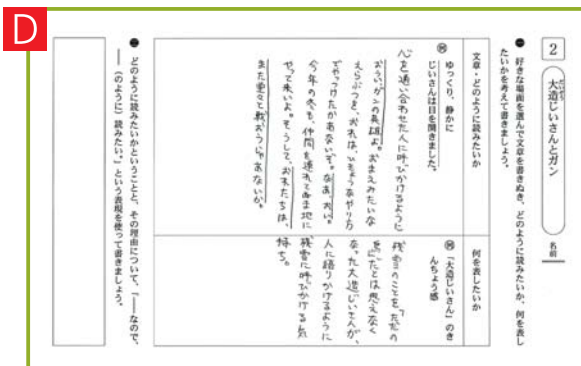 D
2
大造じいさんとガン
だいぞう
名前
● 好きな場面を選んで文章を書きぬき、どのように読みたいか、何を表し
たいかを考えて書きましょう。
文章・どのように読みたいか
何を表したいか
例 ゆっくり、静かに
じいさんは目を開きました。
例 「大造じいさん」のき
んちょう感
心を通い合わせた人に呼びかけるように
おうい、ガンの英雄よ。おまえみたいな
えらぶつを、おれは、ひきょうなやり方
でやっつけたかあないぞ。なあ、おい。
今年の冬も、仲間を連れてぬま地に
やって来いよ。そうして、おれたちは、
また堂々と戦おうじゃあないか。
残雪のことを、「ただの
鳥」だとは思えなく
なった大造じいさんが、
人に語りかけるように
残雪に呼びかける気
持ち。
● どのように読みたいかということと、その理由について、「――なので、
――（のように）読みたい。」という表現を使って書きましょう。